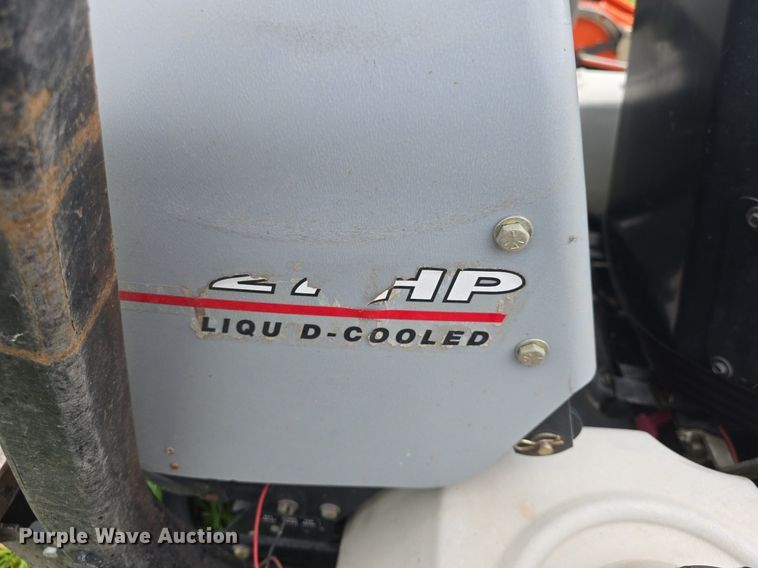 HP
LIQU D-COOLED
Purple Wave Auction